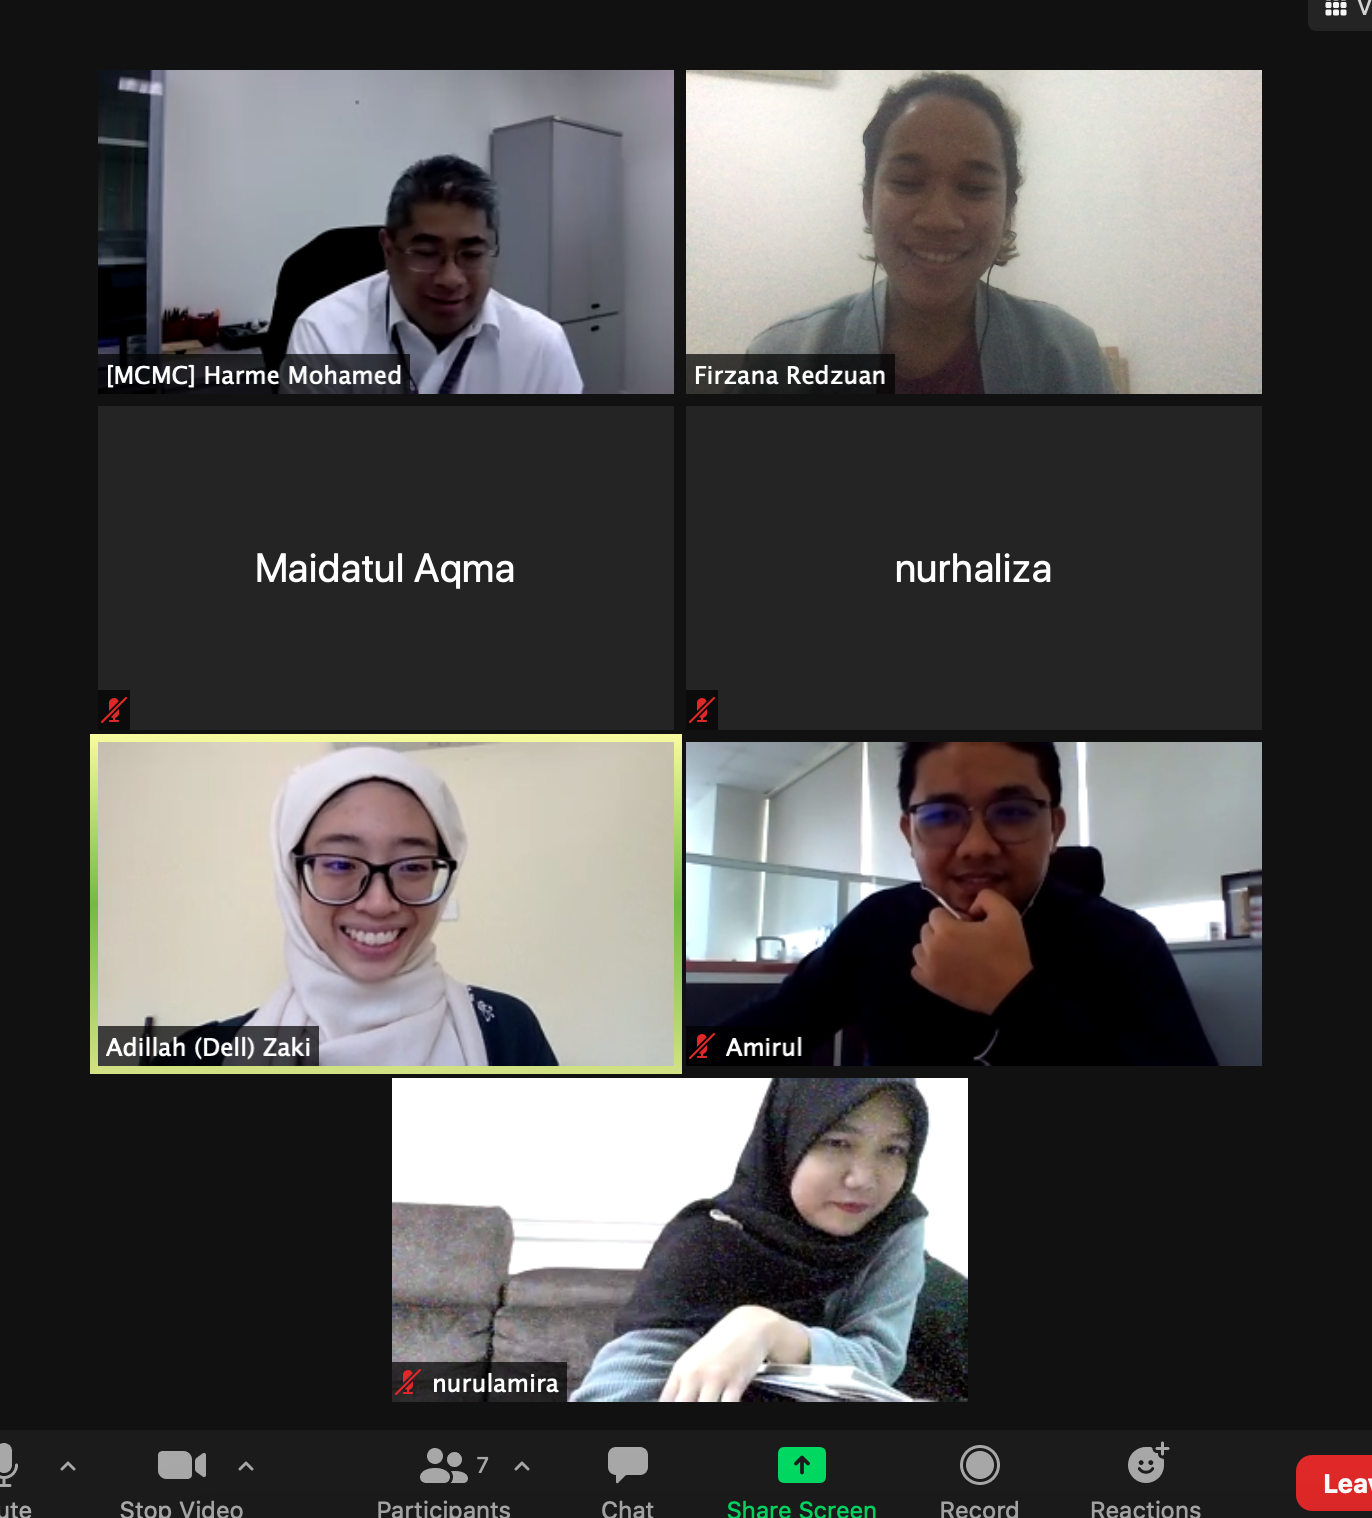 V
[MCMC] Harme Mohamed
Firzana Redzuan
Maidatul Aqma
nurhaliza
Adillah (Dell) Zaki
Amirul
nurulamira
7
Stop Video
Participants
Chat
Share Screen
Record
Reactions